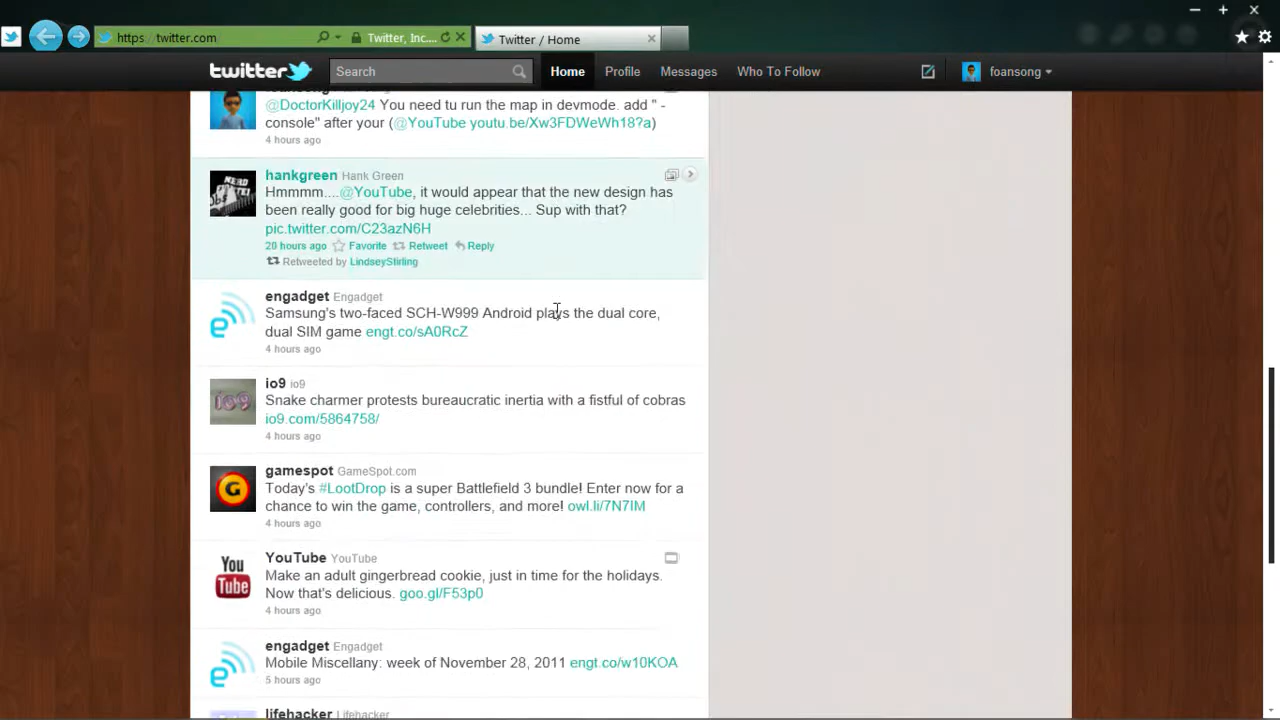 https://twitter.com
Twitter, Inc....
Twitter / Home
twitter
Search
Home
Profile
Messages
Who To Follow
foansong
@DoctorKilljoy24 You need tu run the map in devmode. add " -
console" after your (@YouTube youtu.be/Xw3FDWeWh18?a)
4 hours ago
hankgreen Hank Green
Hmmmm....@YouTube, it would appear that the new design has
been really good for big huge celebrities... Sup with that?
pic.twitter.com/C23azN6H
20 hours ago Favorite Retweet Reply
Retweeted by LindseyStirling
engadget Engadget
Samsung's two-faced SCH-W999 Android plays the dual core,
dual SIM game engt.co/sA0RcZ
4 hours ago
io9 io9
Snake charmer protests bureaucratic inertia with a fistful of cobras
io9.com/5864758/
4 hours ago
gamespot GameSpot.com
Today's #LootDrop is a super Battlefield 3 bundle! Enter now for a
chance to win the game, controllers, and more! owl.li/7N7IM
4 hours ago
YouTube YouTube
Make an adult gingerbread cookie, just in time for the holidays.
Now that's delicious. goo.gl/F53p0
4 hours ago
engadget Engadget
Mobile Miscellany: week of November 28, 2011 engt.co/w10KOA
5 hours ago
lifehacker Lifehacker